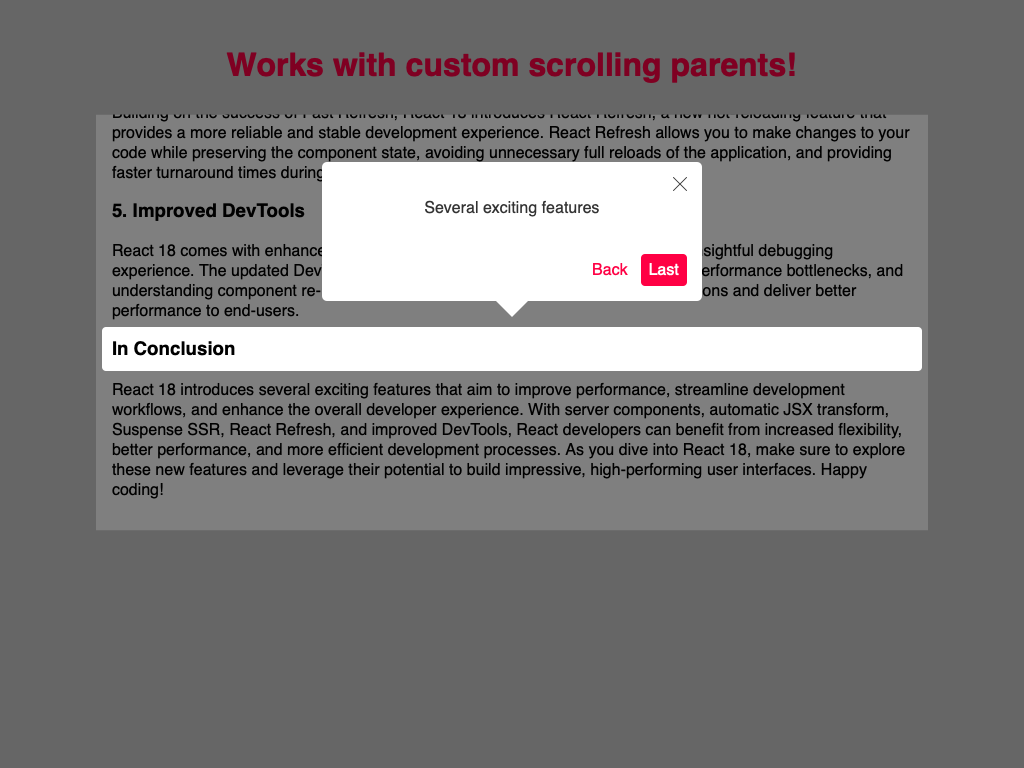 Works with custom scrolling parents!
Building on the success of Fast Refresh, React 18 introduces React Refresh, a new hot reloading feature that
provides a more reliable and stable development experience. React Refresh allows you to make changes to your
code while preserving the component state, avoiding unnecessary full reloads of the application, and providing
faster turnaround times during
Several exciting features
5. Improved DevTools
React 18 comes with enhance sightful debugging
experience. The updated Dev erformance bottlenecks, and
Back Last
understanding component re- ons and deliver better
performance to end-users.
In Conclusion
React 18 introduces several exciting features that aim to improve performance, streamline development
workflows, and enhance the overall developer experience. With server components, automatic JSX transform,
Suspense SSR, React Refresh, and improved DevTools, React developers can benefit from increased flexibility,
better performance, and more efficient development processes. As you dive into React 18, make sure to explore
these new features and leverage their potential to build impressive, high-performing user interfaces. Happy
coding!